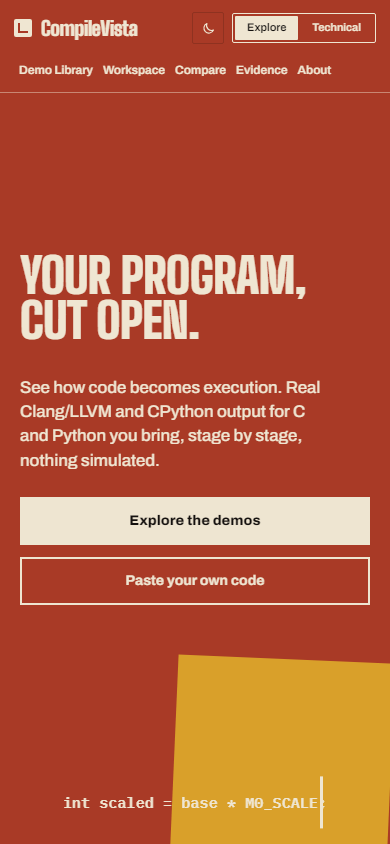 CompileVista
Explore
Technical
Demo Library
Workspace
Compare
Evidence
About
YOUR PROGRAM,
CUT OPEN.
See how code becomes execution. Real
Clang/LLVM and CPython output for C
and Python you bring, stage by stage,
nothing simulated.
Explore the demos
Paste your own code
int scaled = base * M0_SCALE;